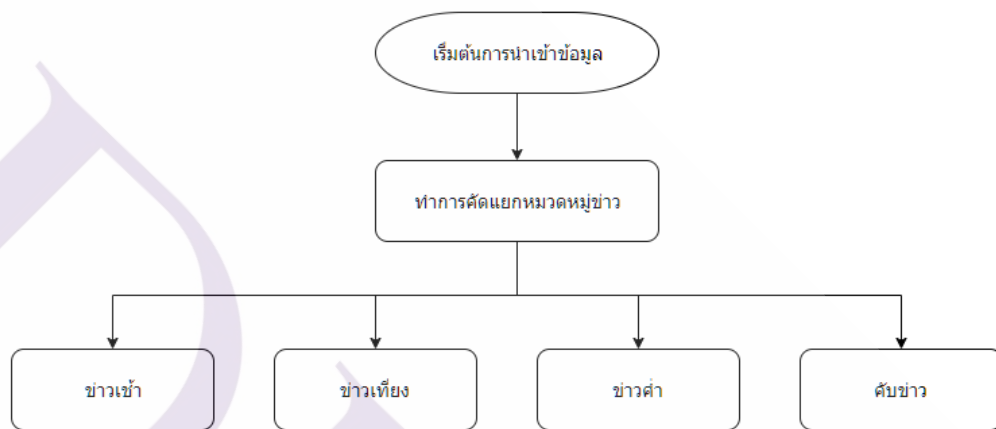 เริ่มต้นการนำเข้าข้อมูล
ทำการคัดแยกหมวดหมู่ข่าว
ข่าวเช้า
ข่าวเที่ยง
ข่าวค่ำ
คับข่าว